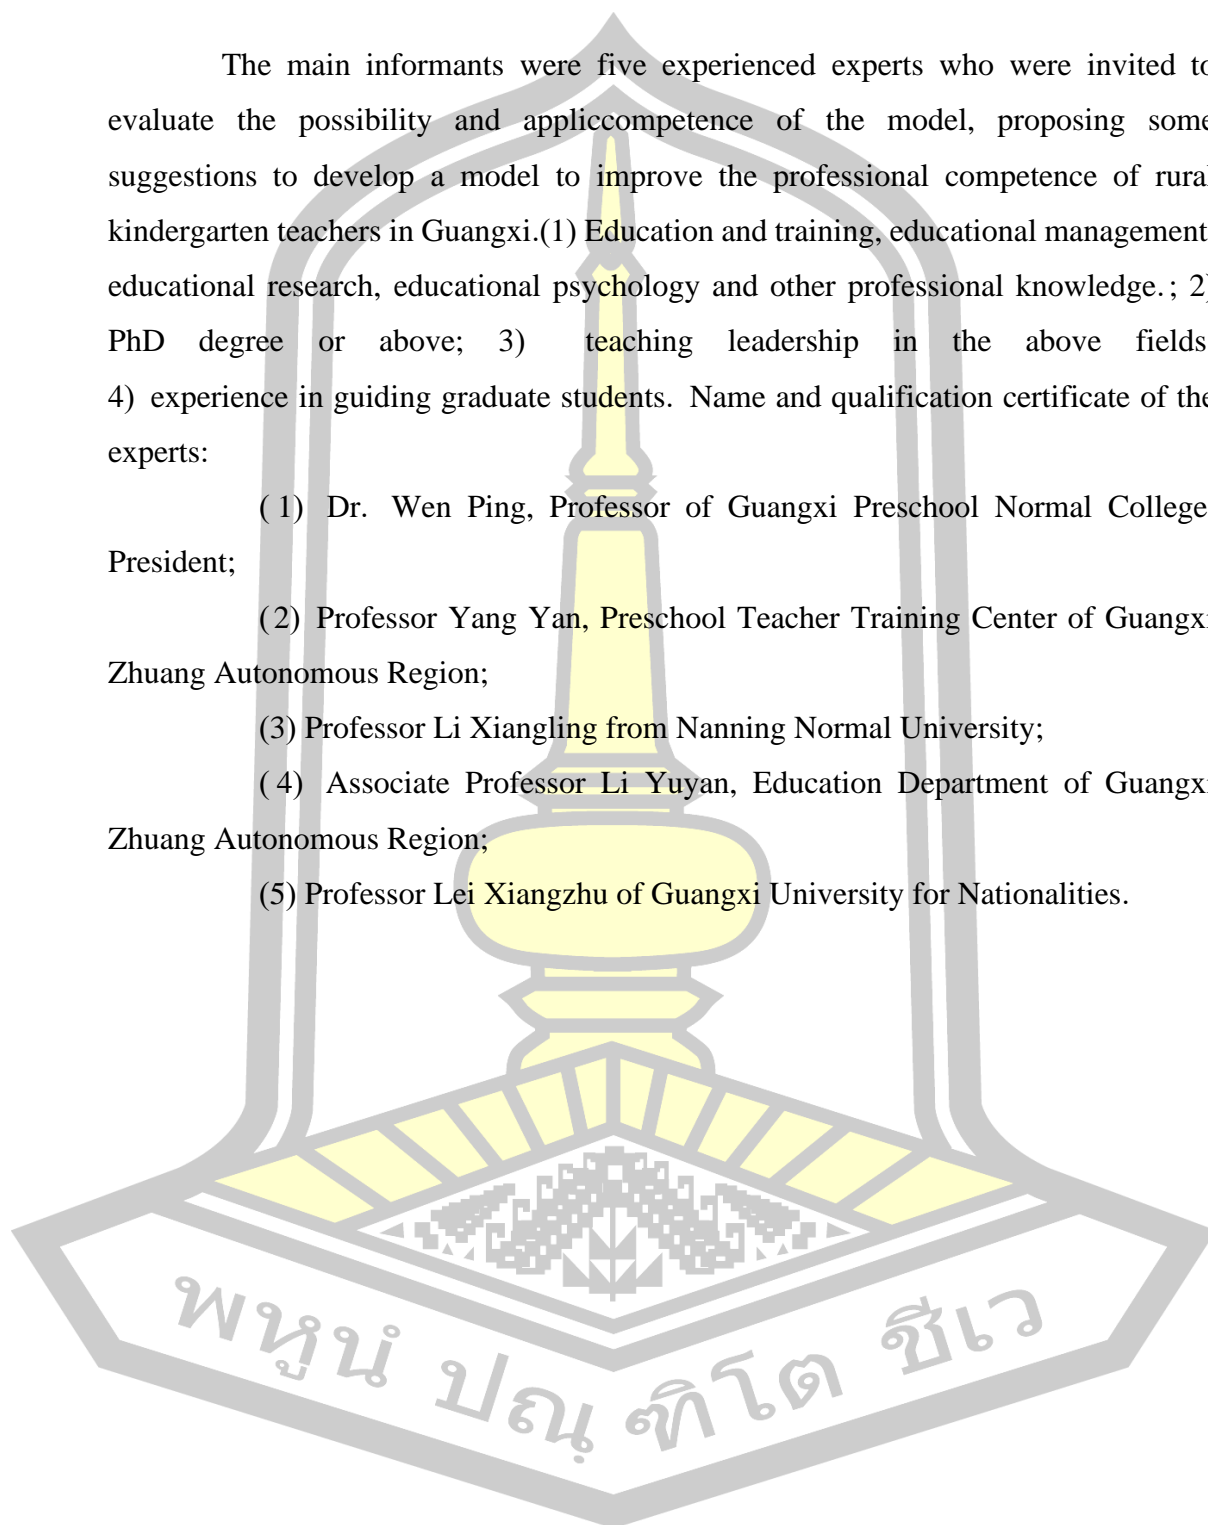 The main informants were five experienced experts who were invited to
evaluate the possibility and appliccompetence of the model, proposing some
suggestions to develop a model to improve the professional competence of rural
kindergarten teachers in Guangxi.(1) Education and training, educational management
educational research, educational psychology and other professional knowledge.; 2)
PhD degree or above; 3) teaching leadership in the above fields
4) experience in guiding graduate students. Name and qualification certificate of the
experts:
(1) Dr. Wen Ping, Professor of Guangxi Preschool Normal College
President;
(2) Professor Yang Yan, Preschool Teacher Training Center of Guangxi
Zhuang Autonomous Region;
(3) Professor Li Xiangling from Nanning Normal University;
(4) Associate Professor Li Yuyan, Education Department of Guangxi
Zhuang Autonomous Region;
(5) Professor Lei Xiangzhu of Guangxi University for Nationalities.
พหูนํ ปณฺฑิโต ชีเว